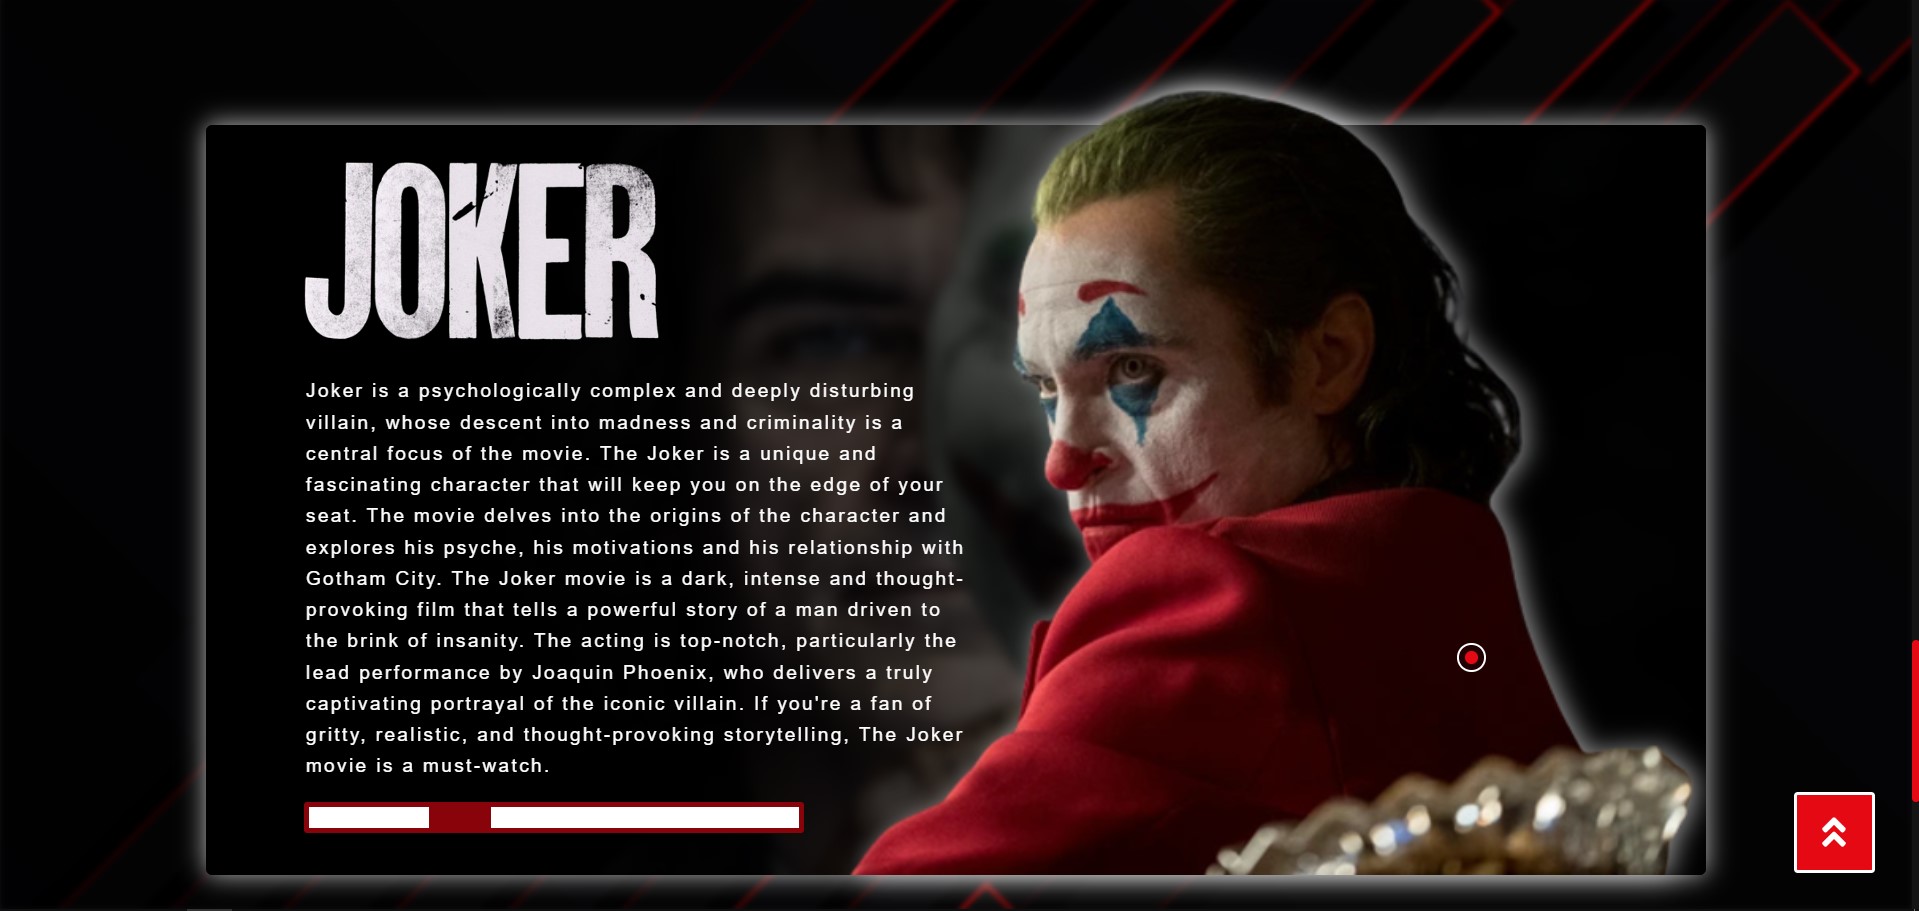 JOKER
Joker is a psychologically complex and deeply disturbing
villain, whose descent into madness and criminality is a
central focus of the movie. The Joker is a unique and
fascinating character that will keep you on the edge of your
seat. The movie delves into the origins of the character and
explores his psyche, his motivations and his relationship with
Gotham City. The Joker movie is a dark, intense and thought-
provoking film that tells a powerful story of a man driven to
the brink of insanity. The acting is top-notch, particularly the
lead performance by Joaquin Phoenix, who delivers a truly
captivating portrayal of the iconic villain. If you're a fan of
gritty, realistic, and thought-provoking storytelling, The Joker
movie is a must-watch.